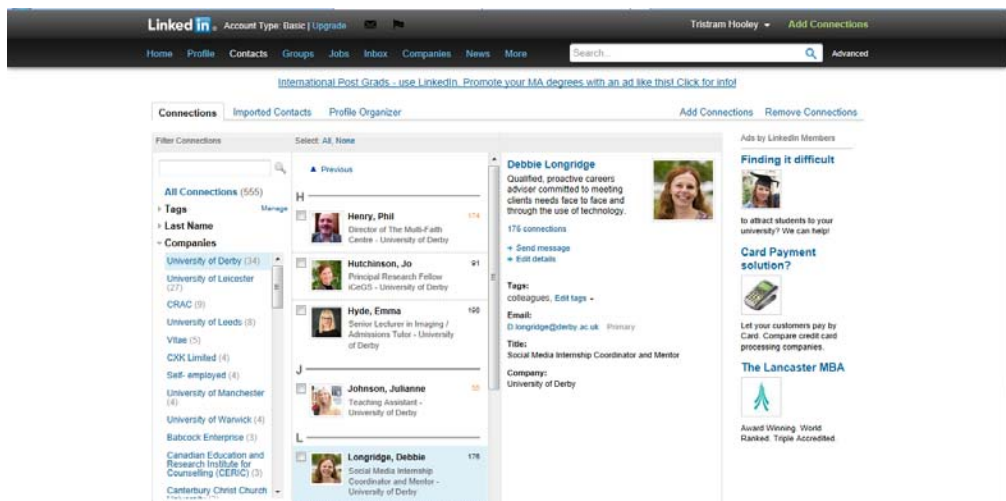 Linked in. Account Type: Basic | Upgrade
Tristram Hooley Add Connections
Home Profile Contacts Groups Jobs Inbox Companies News More Search... Advanced
International Post Grads - use LinkedIn. Promote your MA degrees with an ad like this! Click for info!
Connections Imported Contacts Profile Organizer Add Connections Remove Connections
Filter Connections
All Connections (555)
Tags Manage
Last Name
Companies
University of Derby (34)
University of Leicester
(27)
CRAC (9)
University of Leeds (8)
Vitae (5)
CXK Limited (4)
Self- employed (4)
University of Manchester
(4)
University of Warwick (4)
Babcock Enterprise (3)
Canadian Education and
Research Institute for
Counselling (CERIC) (3)
Canterbury Christ Church
Select: All, None
Previous
H
Henry, Phil 174
Director of The Multi-Faith
Centre - University of Derby
Hutchinson, Jo 91
Principal Research Fellow
iCeGS - University of Derby
Hyde, Emma
Senior Lecturer in Imaging /
Admissions Tutor - University
of Derby
J
Johnson, Julianne
Teaching Assistant -
University of Derby
L
Longridge, Debbie 176
Social Media Internship
Coordinator and Mentor -
University of Derby
Debbie Longridge
Qualified, proactive careers
adviser committed to meeting
clients needs face to face and
through the use of technology.
176 connections
Send message
Edit details
Tags:
colleagues, Edit tags
Email:
D.longridge@derby.ac.uk Primary
Title:
Social Media Internship Coordinator and Mentor
Company:
University of Derby
Ads by LinkedIn Members
Finding it difficult
to attract students to your
university? We can help!
Card Payment
solution?
Let your customers pay by
Card. Compare credit card
processing companies.
The Lancaster MBA
Award Winning. World
Ranked. Triple Accredited.